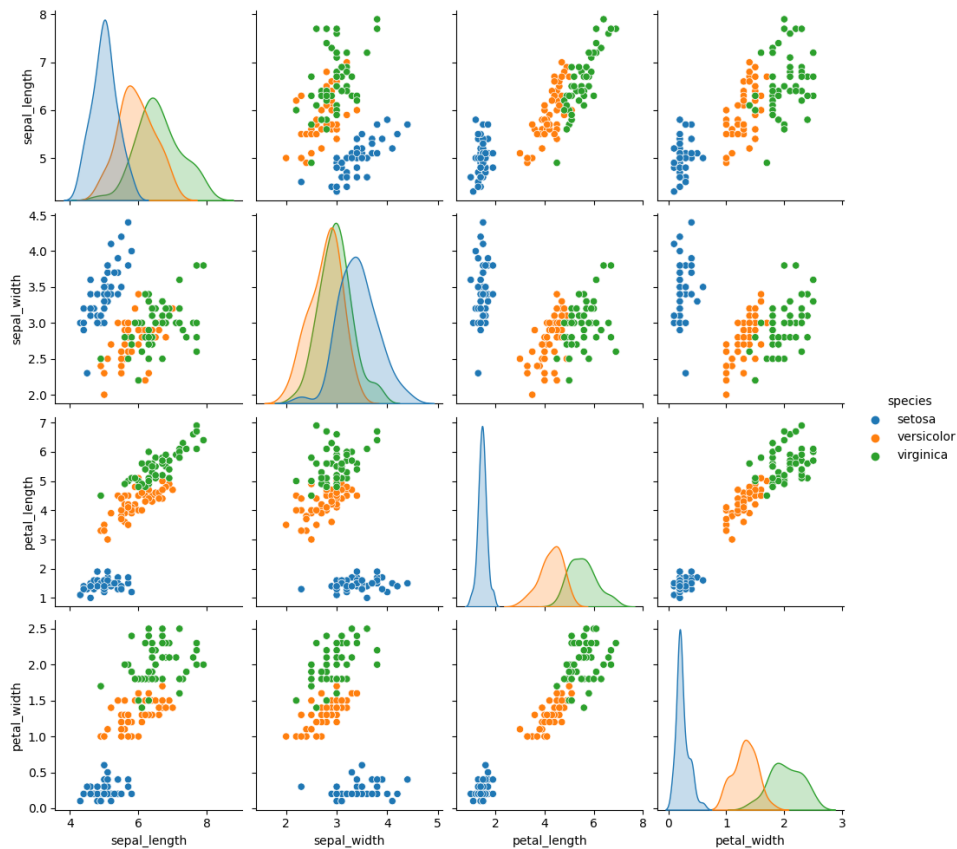 8
7
6
5
sepal_length
4.5
4.0
3.5
3.0
2.5
2.0
sepal_width
species
setosa
versicolor
virginica
7
6
5
4
3
2
1
petal_length
2.5
2.0
1.5
1.0
0.5
0.0
petal_width
4 6 8
2 3 4 5
2 4 6 8
0 1 2 3
sepal_length
sepal_width
petal_length
petal_width